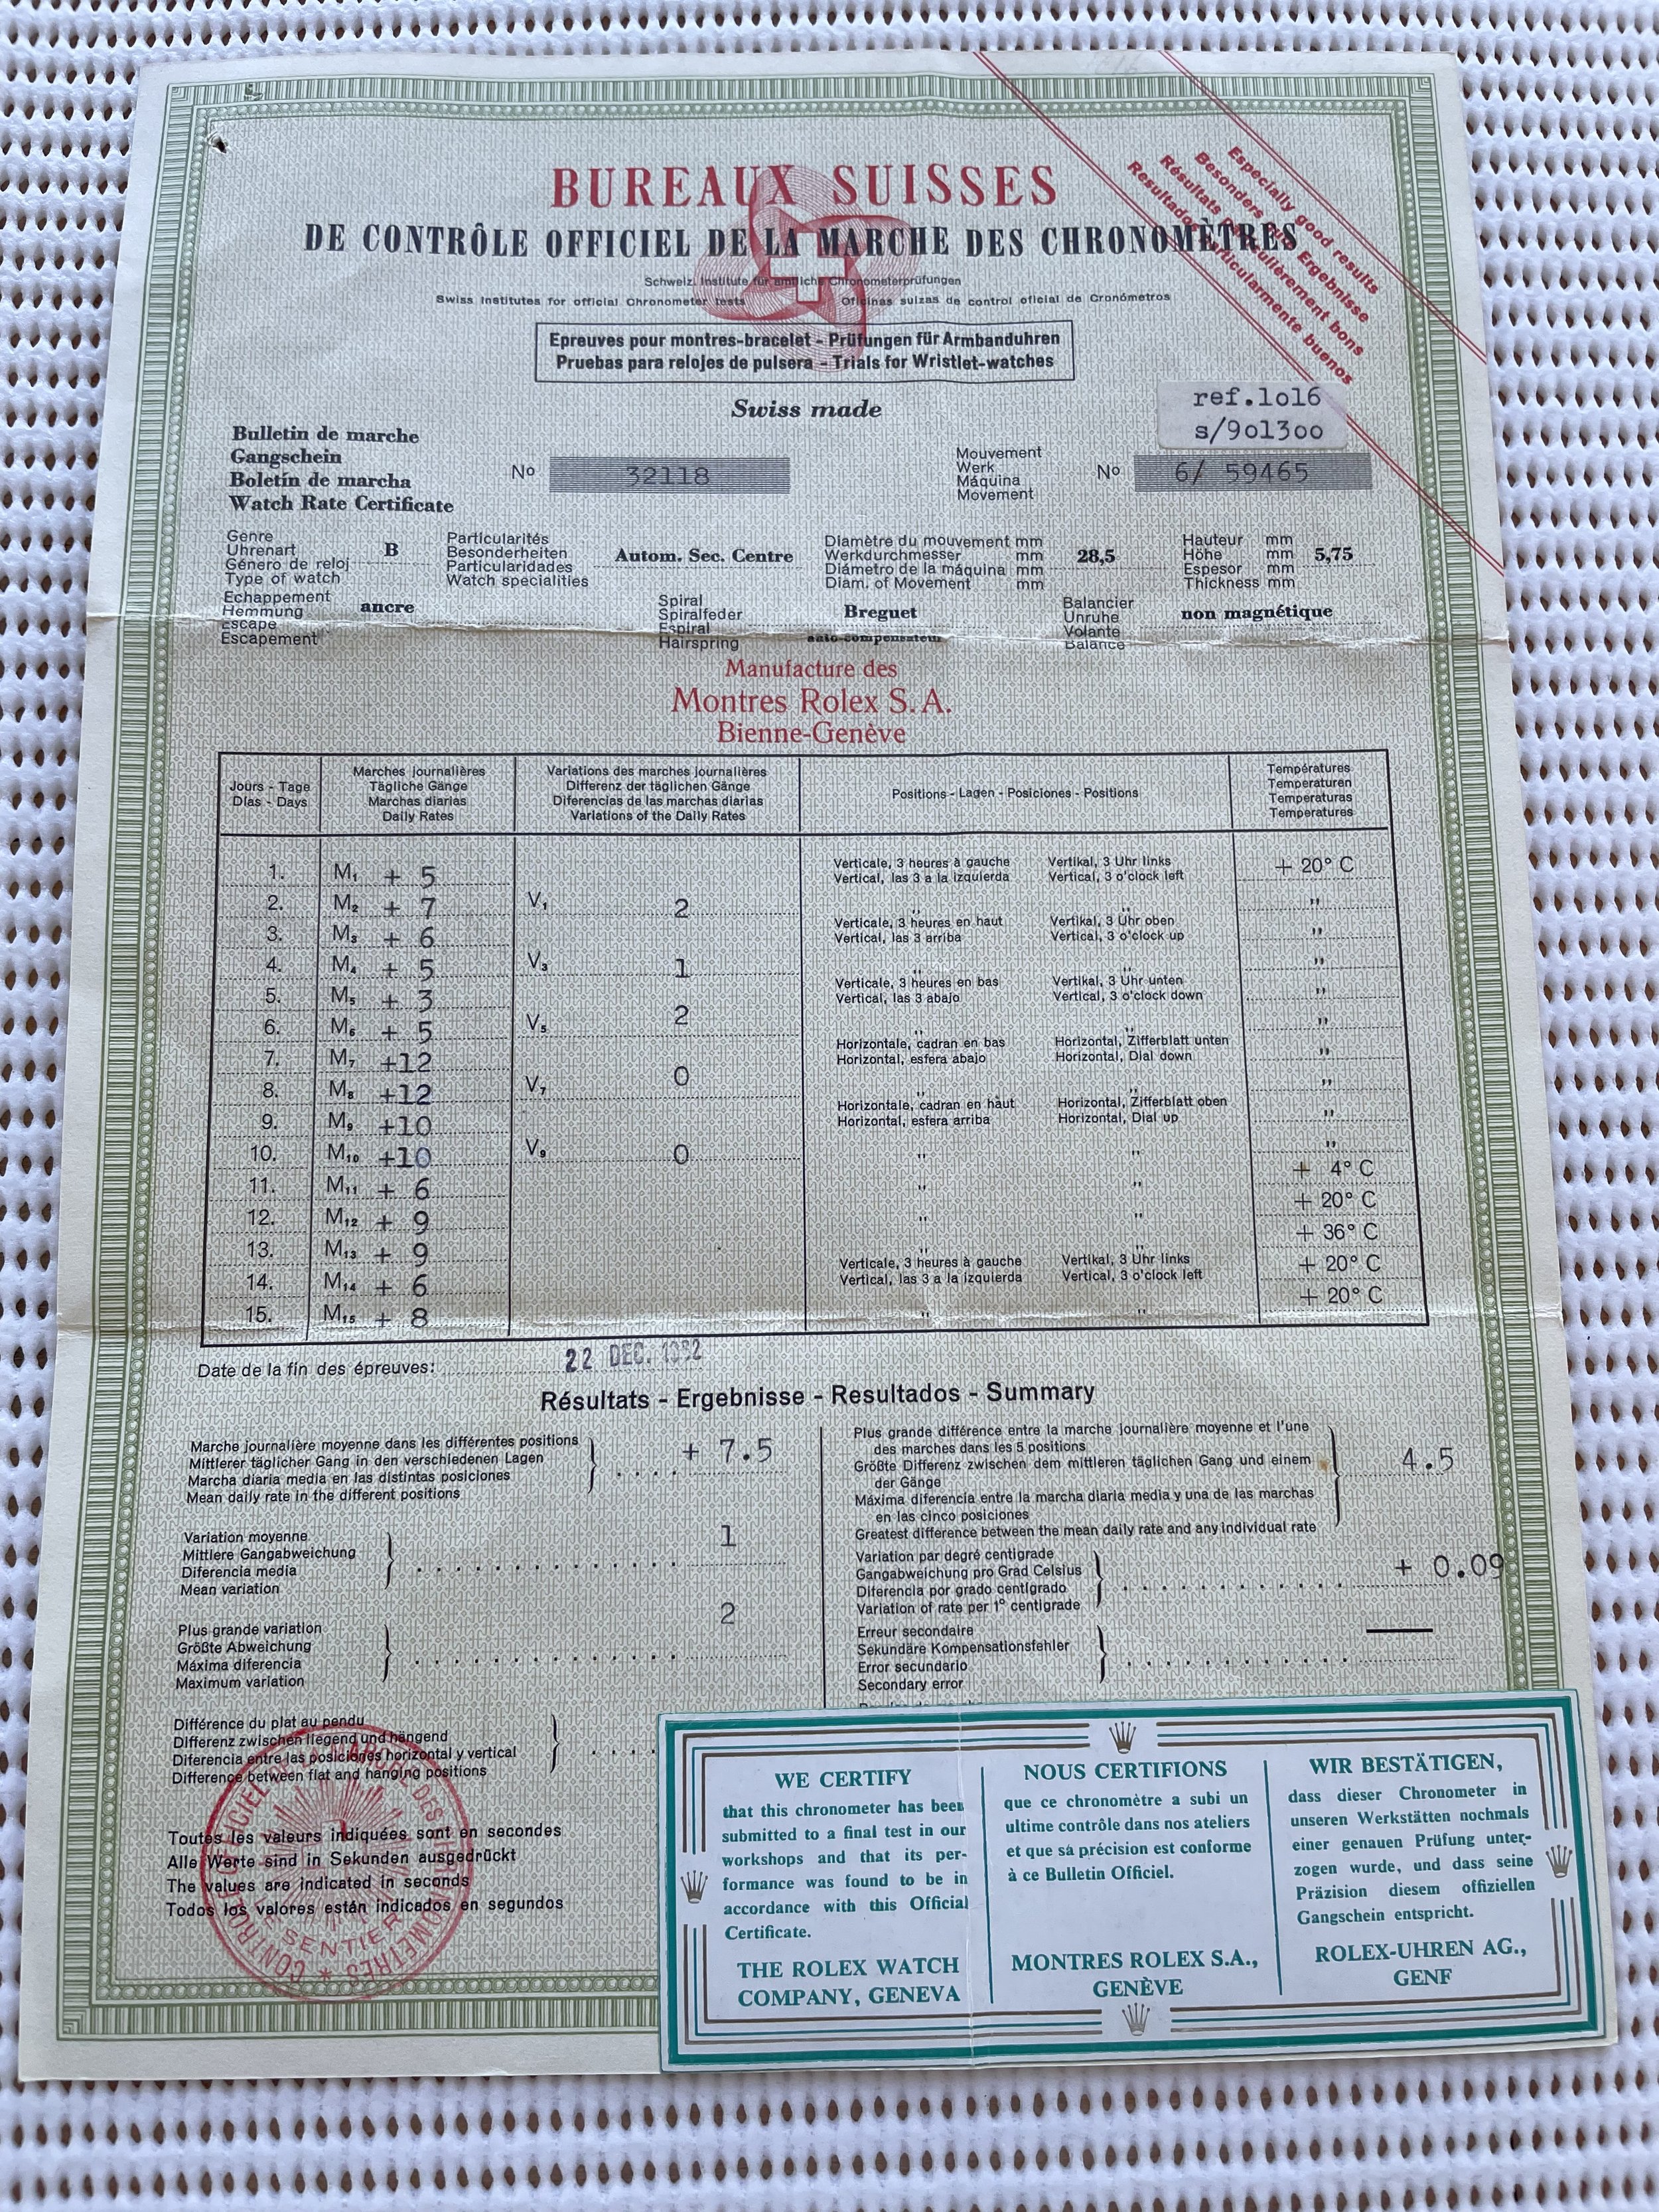 BUREAUX SUISSES
DE CONTRÔLE OFFICIEL DE LA MARCHE DES CHRONOMÈTRES
Schweiz. Institute für amtliche Chronometerprüfungen
Swiss Institutes for official Chronometer tests Oficinas suizas de control oficial de Cronómetros
Especially good results
Besonders gute Ergebnisse
Résultats particulièrement bons
Resultados particularmente buenos
Epreuves pour montres-bracelet - Prüfungen für Armbanduhren
Pruebas para relojes de pulsera - Trials for Wristlet-watches
Swiss made
ref.1o16
s/9o13oo
Bulletin de marche
Gangschein
Boletín de marcha
Watch Rate Certificate
No 32118
Mouvement
Werk
Máquina
Movement
No 6/ 59465
Genre
Uhrenart
Género de reloj
Type of watch
B
Particularités
Besonderheiten
Particularidades
Watch specialities
Autom. Sec. Centre
Diamètre du mouvement mm
Werkdurchmesser mm
Diámetro de la máquina mm
Diam. of Movement mm
28,5
Hauteur mm
Höhe mm
Espesor mm
Thickness mm
5,75
Echappement
Hemmung
Escape
Escapement
ancre
Spiral
Spiralfeder
Espiral
Hairspring
Breguet
auto-compensateur
Balancier
Unruhe
Volante
Balance
non magnétique
Manufacture des
Montres Rolex S.A.
Bienne-Genève
Jours - Tage
Días - Days
Marches journalières
Tägliche Gänge
Marchas diarias
Daily Rates
Variations des marches journalières
Differenz der täglichen Gänge
Diferencias de las marchas diarias
Variations of the Daily Rates
Positions - Lagen - Posiciones - Positions
Températures
Temperaturen
Temperaturas
Temperatures
1. M1 + 5
Verticale, 3 heures à gauche Vertikal, 3 Uhr links
Vertical, las 3 a la izquierda Vertical, 3 o'clock left
+ 20° C
2. M2 + 7 V1 2 " " "
3. M3 + 6
Verticale, 3 heures en haut Vertikal, 3 Uhr oben
Vertical, las 3 arriba Vertical, 3 o'clock up
"
4. M4 + 5 V3 1 " " "
5. M5 + 3
Verticale, 3 heures en bas Vertikal, 3 Uhr unten
Vertical, las 3 abajo Vertical, 3 o'clock down
"
6. M6 + 5 V5 2 " " "
7. M7 +12
Horizontale, cadran en bas Horizontal, Zifferblatt unten
Horizontal, esfera abajo Horizontal, Dial down
"
8. M8 +12 V7 0 " " "
9. M9 +10
Horizontale, cadran en haut Horizontal, Zifferblatt oben
Horizontal, esfera arriba Horizontal, Dial up
"
10. M10 +10 V9 0 " " "
11. M11 + 6 " " + 4° C
12. M12 + 9 " " + 20° C
13. M13 + 9 " " + 36° C
14. M14 + 6
Verticale, 3 heures à gauche Vertikal, 3 Uhr links
Vertical, las 3 a la izquierda Vertical, 3 o'clock left
+ 20° C
15. M15 + 8 " " + 20° C
Date de la fin des épreuves: 22 DEC.
Résultats - Ergebnisse - Resultados - Summary
Marche journalière moyenne dans les différentes positions
Mittlerer täglicher Gang in den verschiedenen Lagen
Marcha diaria media en las distintas posiciones
Mean daily rate in the different positions
+ 7.5
Variation moyenne
Mittlere Gangabweichung
Diferencia media
Mean variation
1
Plus grande variation
Größte Abweichung
Máxima diferencia
Maximum variation
2
Différence du plat au pendu
Differenz zwischen liegend und hängend
Diferencia entre las posiciones horizontal y vertical
Difference between flat and hanging positions
Toutes les valeurs indiquées sont en secondes
Alle Werte sind in Sekunden ausgedrückt
The values are indicated in seconds
Todos los valores están indicados en segundos
Plus grande différence entre la marche journalière moyenne et l'une
des marches dans les 5 positions
Größte Differenz zwischen dem mittleren täglichen Gang und einem
der Gänge
Máxima diferencia entre la marcha diaria media y una de las marchas
en las cinco posiciones
Greatest difference between the mean daily rate and any individual rate
4.5
Variation par degré centigrade
Gangabweichung pro Grad Celsius
Diferencia por grado centígrado
Variation of rate per 1° centigrade
+ 0.09
Erreur secondaire
Sekundäre Kompensationsfehler
Error secundario
Secondary error
—
WE CERTIFY
that this chronometer has been
submitted to a final test in our
workshops and that its per-
formance was found to be in
accordance with this Official
Certificate.
THE ROLEX WATCH
COMPANY, GENEVA
NOUS CERTIFIONS
que ce chronomètre a subi un
ultime contrôle dans nos ateliers
et que sa précision est conforme
à ce Bulletin Officiel.
MONTRES ROLEX S.A.,
GENÈVE
WIR BESTÄTIGEN,
dass dieser Chronometer in
unseren Werkstätten nochmals
einer genauen Prüfung unter-
zogen wurde, und dass seine
Präzision diesem offiziellen
Gangschein entspricht.
ROLEX-UHREN AG.,
GENF
CONTROLE OFFICIEL DE LA MARCHE DES CHRONOMETRES
LE SENTIER